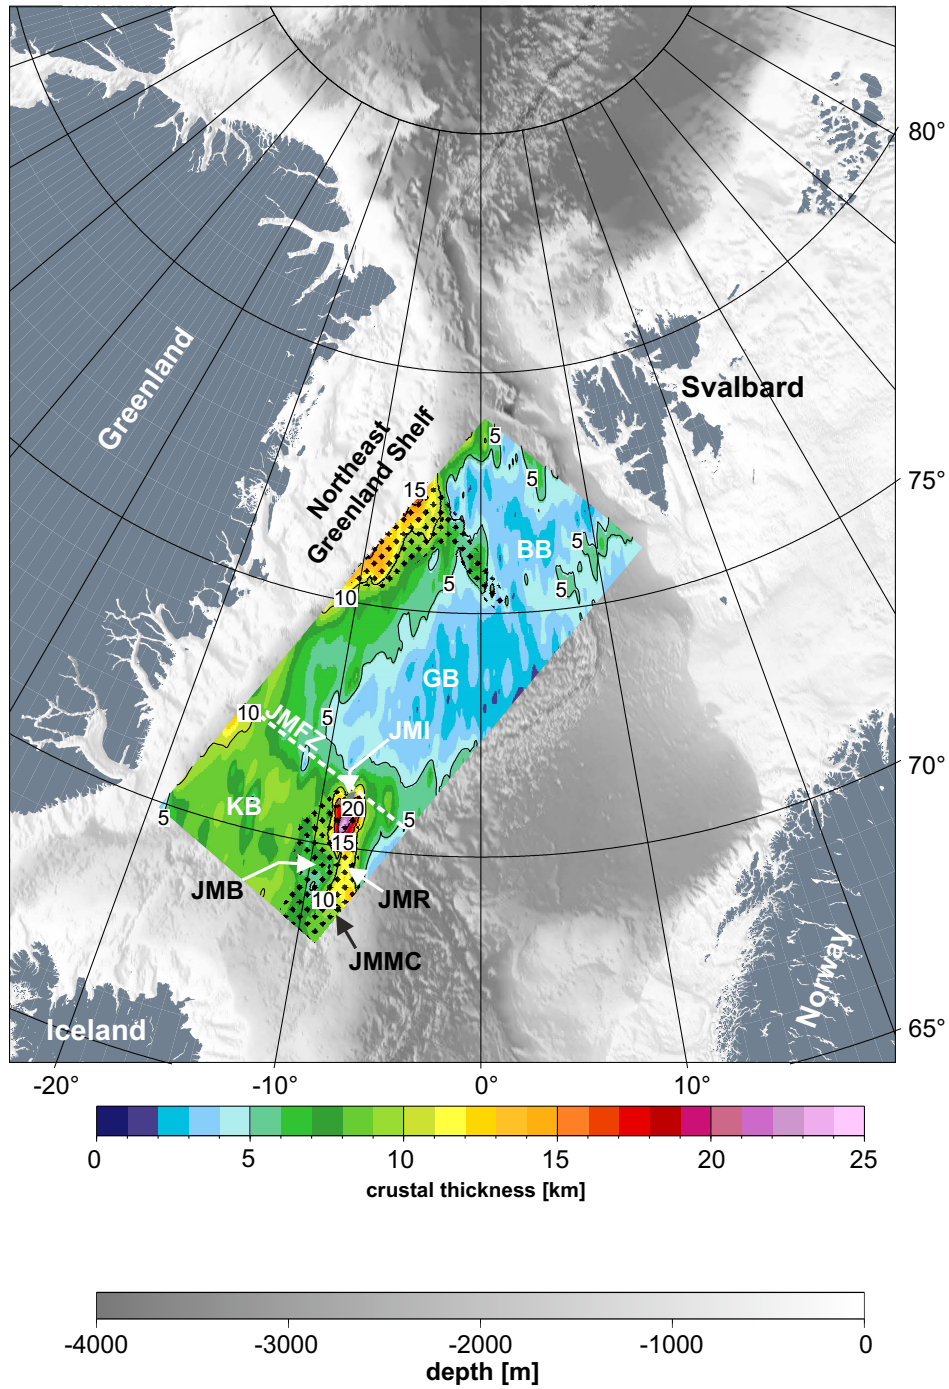 80°
Greenland
Svalbard
Northeast
Greenland Shelf
5
15
5
75°
BB
5
5
5
10
GB
10
JMFZ
5
JMI
70°
KB
20
5
5
15
JMB
JMR
10
JMMC
Norway
Iceland
65°
-20°
-10°
0°
10°
0
5
10
15
20
25
crustal thickness [km]
-4000
-3000
-2000
-1000
0
depth [m]